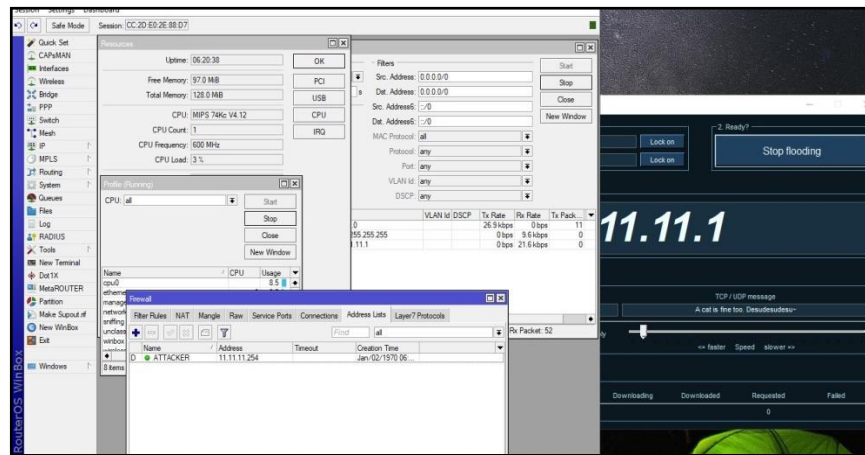 Session Settings Dashboard
Safe Mode Session: CC:2D:E0:2E:88:D7
Quick Set
CAPsMAN
Interfaces
Wireless
Bridge
PPP
Switch
Mesh
IP
MPLS
Routing
System
Queues
Files
Log
RADIUS
Tools
New Terminal
Dot1X
MetaROUTER
Partition
Make Supout.rif
New WinBox
Exit
Windows
RouterOS WinBox
Resources
Uptime: 06:20:38
Free Memory: 97.0 MiB
Total Memory: 128.0 MiB
CPU: MIPS 74Kc V4.12
CPU Count: 1
CPU Frequency: 600 MHz
CPU Load: 3 %
OK
PCI
USB
CPU
IRQ
Filters
Src. Address: 0.0.0.0/0
Dst. Address: 0.0.0.0/0
Src. Address6: ::/0
Dst. Address6: ::/0
MAC Protocol: all
Protocol: any
Port: any
VLAN Id: any
DSCP: any
Start
Stop
Close
New Window
VLAN Id DSCP Tx Rate Rx Rate Tx Pack...
.0 26.9 kbps 0 bps 11
255.255.255 0 bps 9.6 kbps 0
1.11.1 0 bps 21.6 kbps 0
Rx Packet: 52
Profile (Running)
CPU: all
Start
Stop
Close
New Window
Name CPU Usage
cpu0 8.5
etherne
manage
network
sniffing
unclass
winbox
8 items
Firewall
Filter Rules NAT Mangle Raw Service Ports Connections Address Lists Layer7 Protocols
Find all
Name Address Timeout Creation Time
D ATTACKER 11.11.11.254 Jan/02/1970 06:...
2. Ready?
Lock on
Lock on
Stop flooding
11.11.1
TCP / UDP message
A cat is fine too. Desudesudesu~
<= faster Speed slower =>
Downloading Downloaded Requested Failed
0